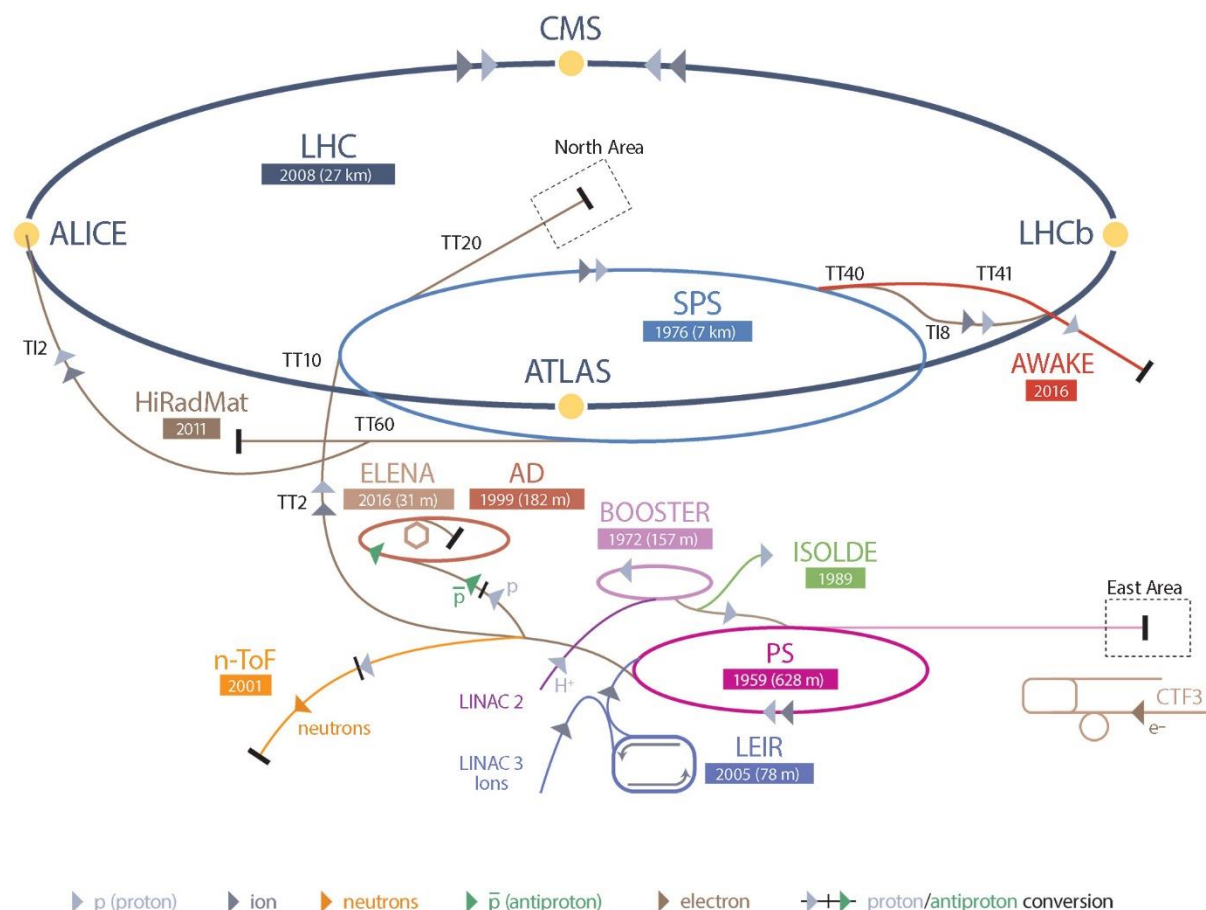 CMS
LHC
2008 (27 km)
North Area
ALICE
TT20
LHCb
TT40
TT41
SPS
1976 (7 km)
TI8
TI2
TT10
ATLAS
AWAKE
2016
HiRadMat
2011
TT60
ELENA
2016 (31 m)
AD
1999 (182 m)
TT2
BOOSTER
1972 (157 m)
ISOLDE
1989
p̅
p
East Area
n-ToF
2001
PS
1959 (628 m)
LINAC 2
H⁺
neutrons
CTF3
e–
LEIR
2005 (78 m)
LINAC 3
Ions
p (proton)
ion
neutrons
p̅ (antiproton)
electron
proton/antiproton conversion